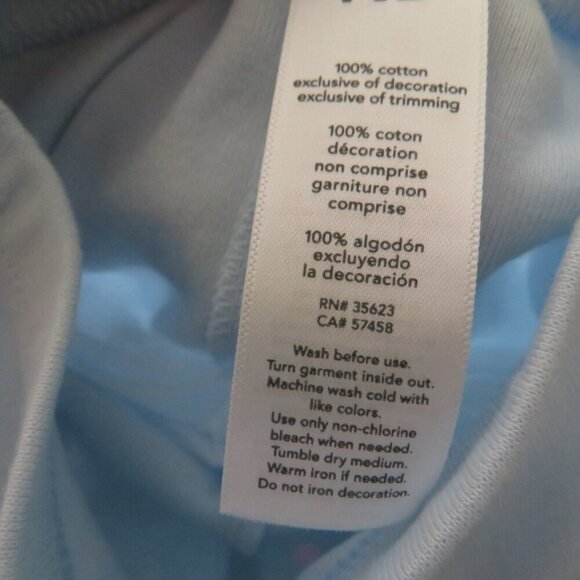 100% cotton
exclusive of decoration
exclusive of trimming
100% coton
décoration
non comprise
garniture non
comprise
100% algodón
excluyendo
la decoración
RN# 35623
CA# 57458
Wash before use.
Turn garment inside out.
Machine wash cold with
like colors.
Use only non-chlorine
bleach when needed.
Tumble dry medium.
Warm iron if needed.
Do not iron decoration.